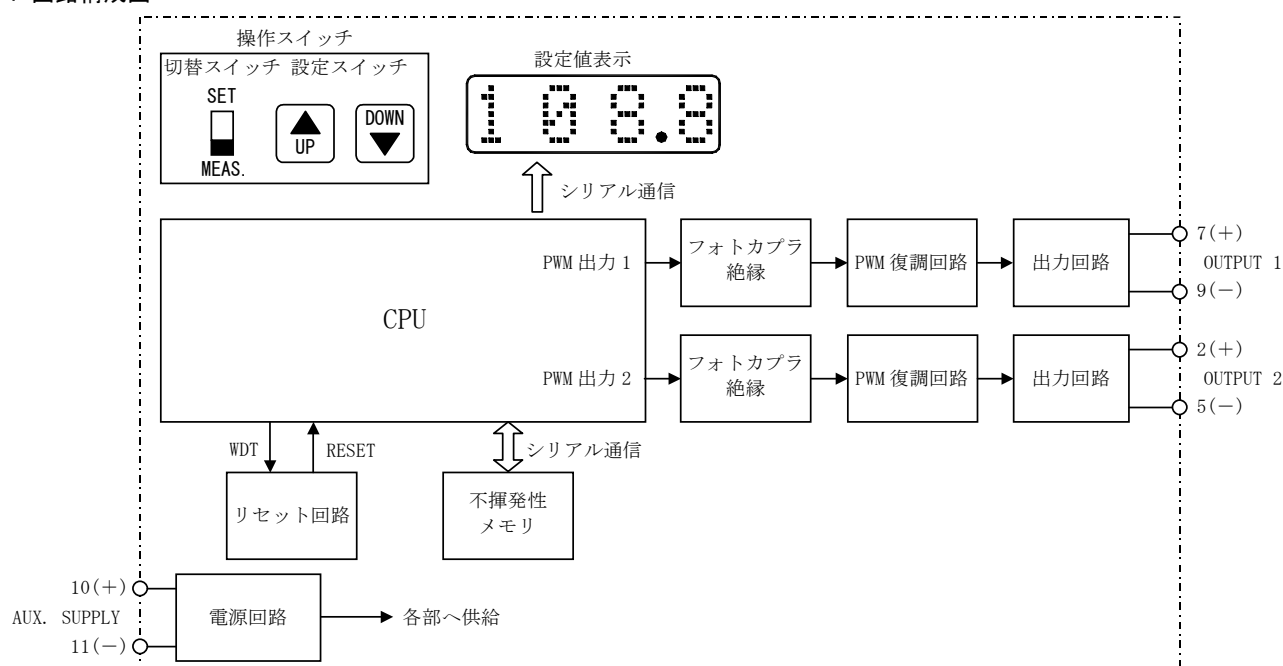 操作スイッチ
切替スイッチ 設定スイッチ
SET
MEAS.
UP
DOWN
設定値表示
108.8
シリアル通信
CPU
PWM 出力 1
フォトカプラ
絶縁
PWM 復調回路
出力回路
7(+)
OUTPUT 1
9(−)
PWM 出力 2
フォトカプラ
絶縁
PWM 復調回路
出力回路
2(+)
OUTPUT 2
5(−)
WDT
RESET
シリアル通信
リセット回路
不揮発性
メモリ
10(+)
AUX. SUPPLY
11(−)
電源回路
各部へ供給